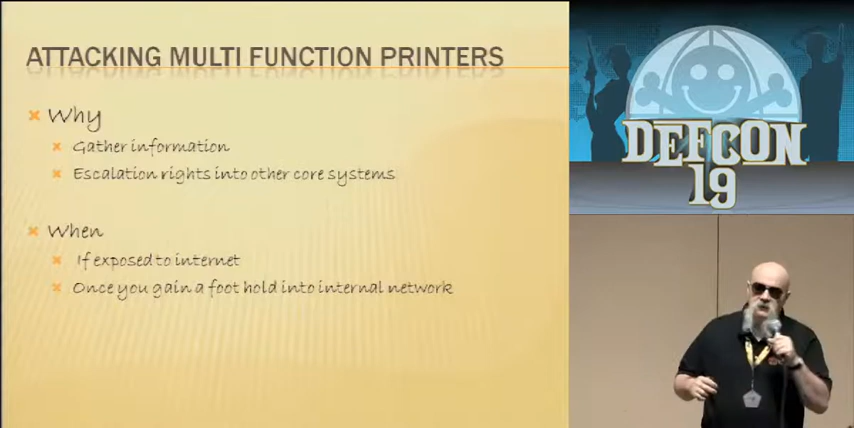 ATTACKING MULTI FUNCTION PRINTERS
Why
Gather information
Escalation rights into other core systems
When
If exposed to internet
Once you gain a foot hold into internal network
DEFCON
19